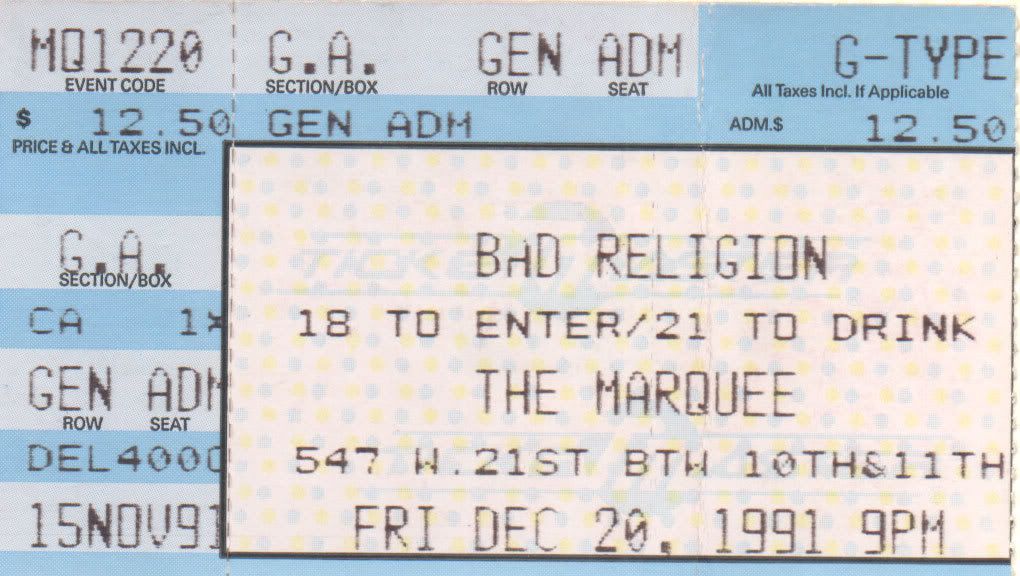 MQ1220 G.A. GEN ADM G-TYPE
EVENT CODE SECTION/BOX ROW SEAT All Taxes Incl. If Applicable
$ 12.50 GEN ADM ADM.$ 12.50
PRICE & ALL TAXES INCL.
G.A.
SECTION/BOX
CA 1×
GEN ADM
ROW SEAT
DEL4000
15NOV91
BAD RELIGION
18 TO ENTER/21 TO DRINK
THE MARQUEE
547 W.21ST BTW 10TH&11TH
FRI DEC 20, 1991 9PM